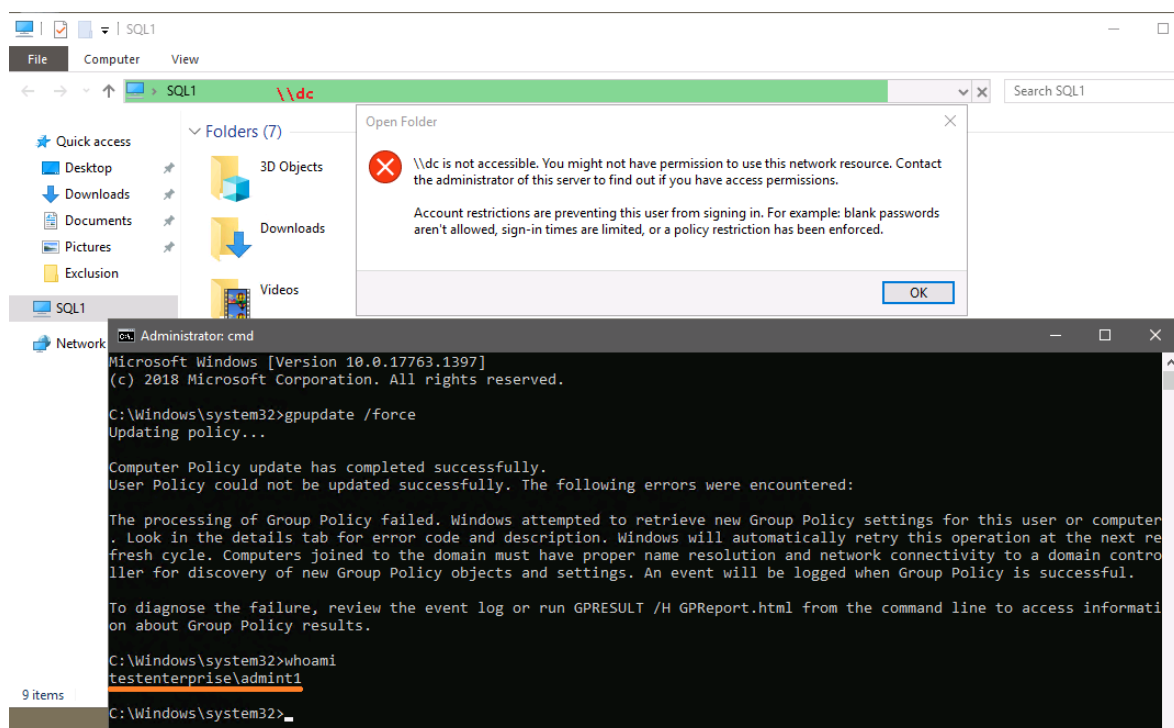 SQL1
File Computer View
SQL1 \\dc Search SQL1
Quick access
Desktop
Downloads
Documents
Pictures
Exclusion
SQL1
Network
Folders (7)
3D Objects
Downloads
Videos
Open Folder
\\dc is not accessible. You might not have permission to use this network resource. Contact
the administrator of this server to find out if you have access permissions.
Account restrictions are preventing this user from signing in. For example: blank passwords
aren't allowed, sign-in times are limited, or a policy restriction has been enforced.
OK
Administrator: cmd
Microsoft Windows [Version 10.0.17763.1397]
(c) 2018 Microsoft Corporation. All rights reserved.
C:\Windows\system32>gpupdate /force
Updating policy...
Computer Policy update has completed successfully.
User Policy could not be updated successfully. The following errors were encountered:
The processing of Group Policy failed. Windows attempted to retrieve new Group Policy settings for this user or computer
. Look in the details tab for error code and description. Windows will automatically retry this operation at the next re
fresh cycle. Computers joined to the domain must have proper name resolution and network connectivity to a domain contro
ller for discovery of new Group Policy objects and settings. An event will be logged when Group Policy is successful.
To diagnose the failure, review the event log or run GPRESULT /H GPReport.html from the command line to access informati
on about Group Policy results.
C:\Windows\system32>whoami
testenterprise\admint1
C:\Windows\system32>
9 items